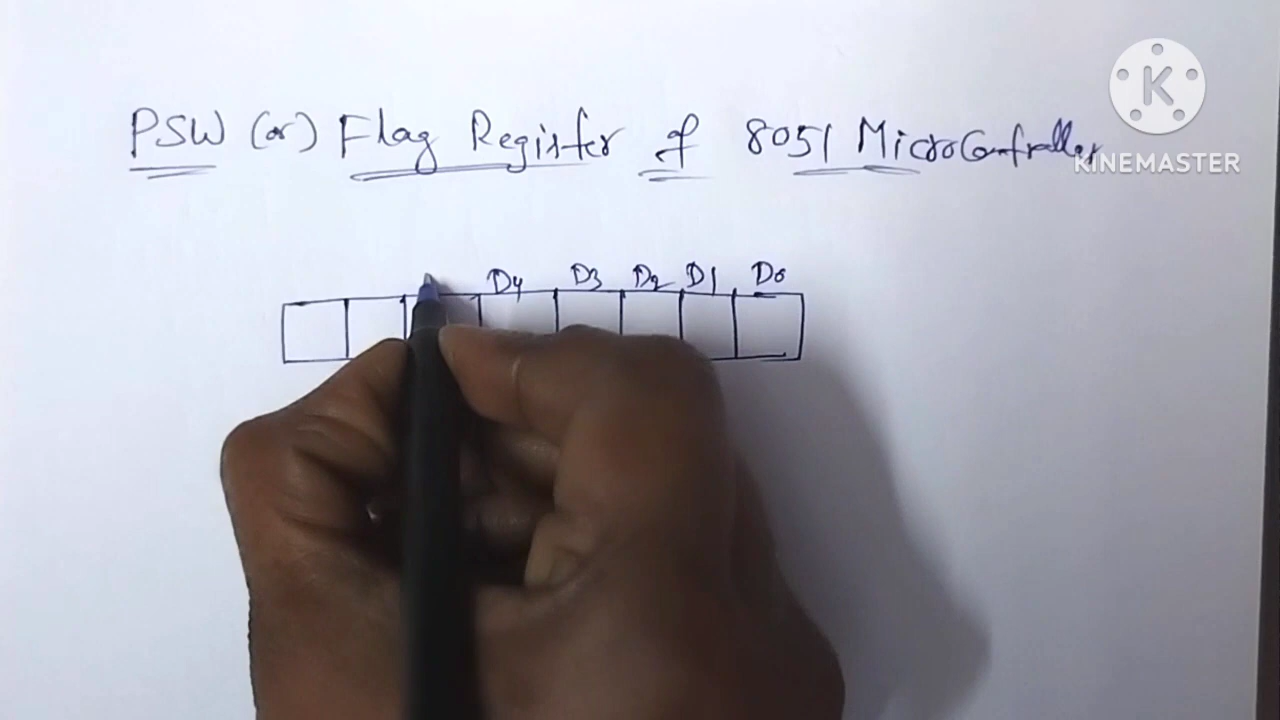 PSW (or) Flag Register of 8051 MicroController
K
KINEMASTER
D4 D3 D2 D1 D0